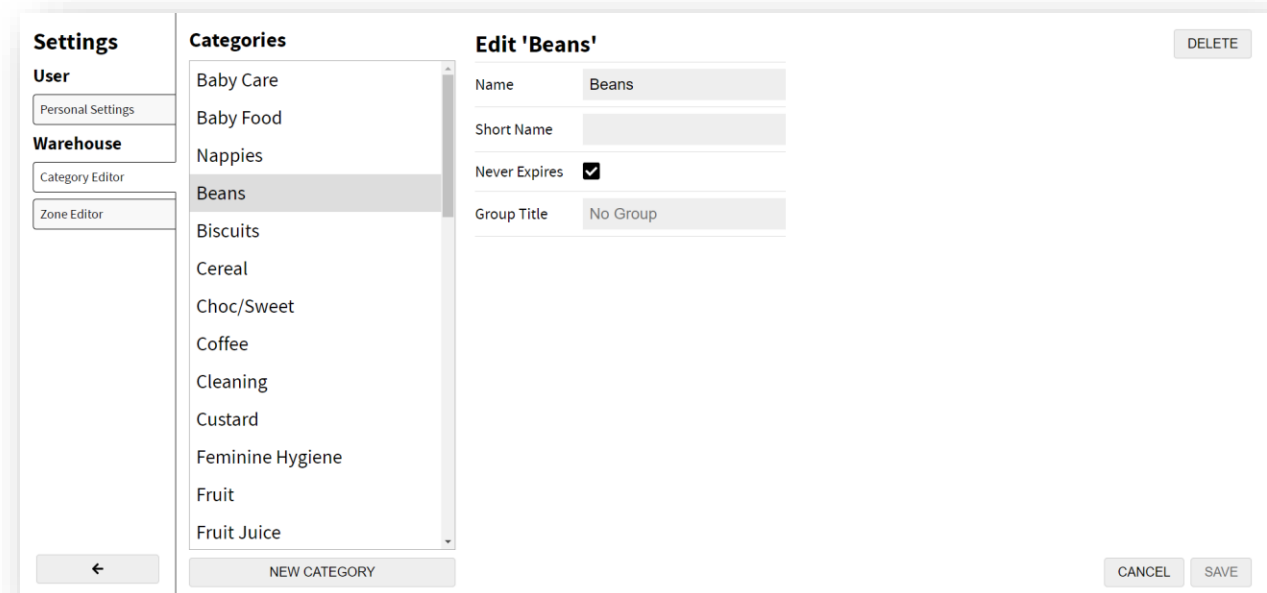 Settings
User
Personal Settings
Warehouse
Category Editor
Zone Editor
Categories
Baby Care
Baby Food
Nappies
Beans
Biscuits
Cereal
Choc/Sweet
Coffee
Cleaning
Custard
Feminine Hygiene
Fruit
Fruit Juice
NEW CATEGORY
Edit 'Beans'
DELETE
Name Beans
Short Name
Never Expires
Group Title No Group
CANCEL SAVE